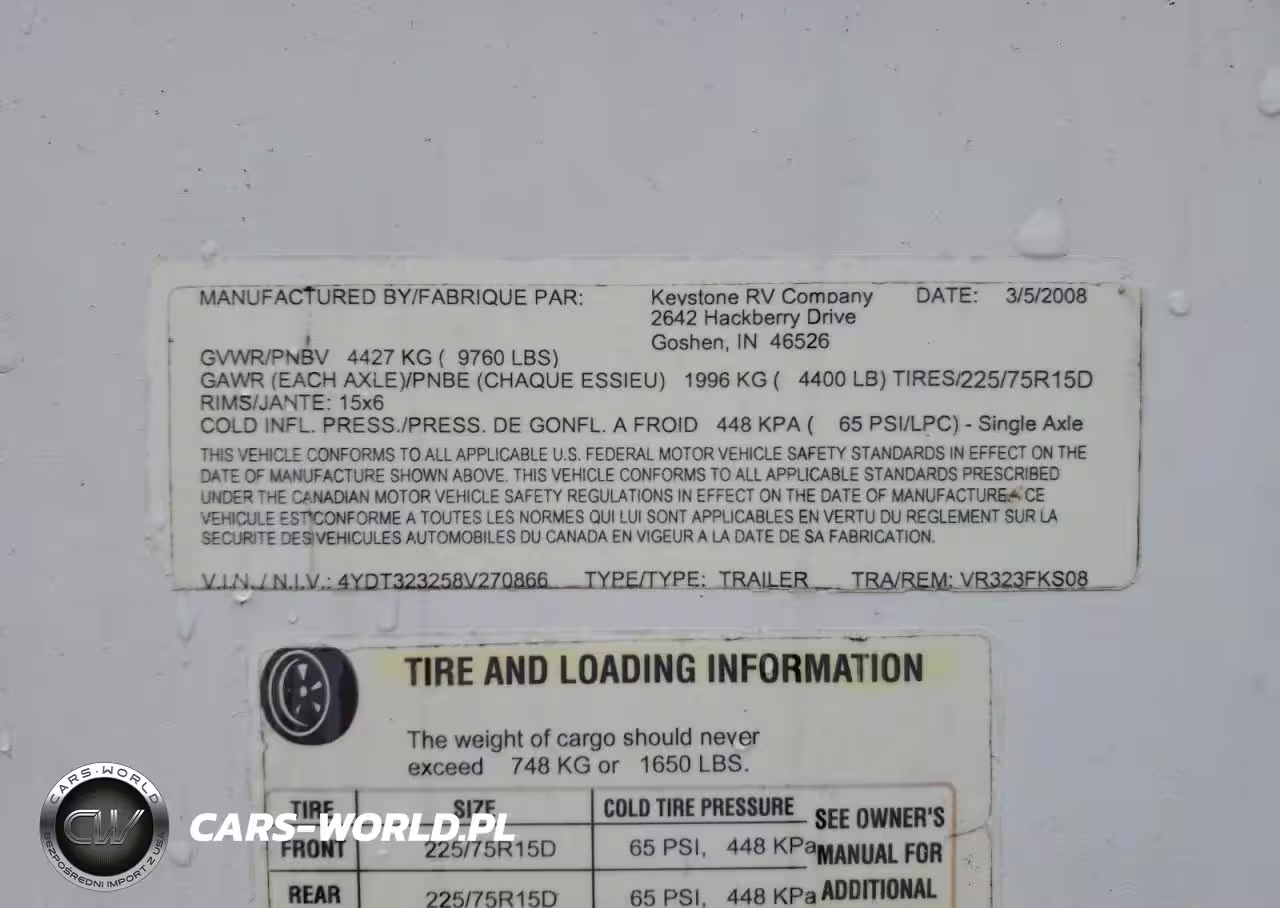 MANUFACTURED BY/FABRIQUE PAR: Keystone RV Company DATE: 3/5/2008
2642 Hackberry Drive
Goshen, IN 46526
GVWR/PNBV 4427 KG ( 9760 LBS)
GAWR (EACH AXLE)/PNBE (CHAQUE ESSIEU) 1996 KG ( 4400 LB) TIRES/225/75R15D
RIMS/JANTE: 15x6
COLD INFL. PRESS./PRESS. DE GONFL. A FROID 448 KPA ( 65 PSI/LPC) - Single Axle
THIS VEHICLE CONFORMS TO ALL APPLICABLE U.S. FEDERAL MOTOR VEHICLE SAFETY STANDARDS IN EFFECT ON THE
DATE OF MANUFACTURE SHOWN ABOVE. THIS VEHICLE CONFORMS TO ALL APPLICABLE STANDARDS PRESCRIBED
UNDER THE CANADIAN MOTOR VEHICLE SAFETY REGULATIONS IN EFFECT ON THE DATE OF MANUFACTURE. CE
VEHICULE EST CONFORME A TOUTES LES NORMES QUI LUI SONT APPLICABLES EN VERTU DU REGLEMENT SUR LA
SECURITE DES VEHICULES AUTOMOBILES DU CANADA EN VIGEUR A LA DATE DE SA FABRICATION.
V.I.N. / N.I.V.: 4YDT323258V270866 TYPE/TYPE: TRAILER TRA/REM: VR323FKS08
TIRE AND LOADING INFORMATION
The weight of cargo should never
exceed 748 KG or 1650 LBS.
TIRE SIZE COLD TIRE PRESSURE
FRONT 225/75R15D 65 PSI, 448 KPa
REAR 225/75R15D 65 PSI, 448 KPa
SEE OWNER'S
MANUAL FOR
ADDITIONAL
CARS-WORLD
CW
BEZPOŚREDNI IMPORT Z USA
CARS-WORLD.PL